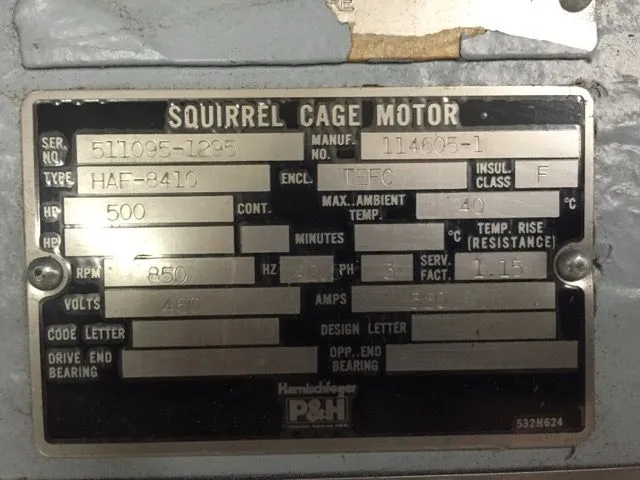 KE
SQUIRREL CAGE MOTOR
SER. NO. 511095-1295 MANUF. NO. 114605-1
TYPE HAF-8410 ENCL. TEFC INSUL. CLASS F
HP 500 CONT. MAX. AMBIENT TEMP. 40 °C
HP MINUTES °C TEMP. RISE (RESISTANCE)
RPM 850 HZ PH 3 SERV. FACT. 1.15
VOLTS 460 AMPS
CODE LETTER DESIGN LETTER
DRIVE END BEARING OPP. END BEARING
Harnischfeger
P&H
532N624